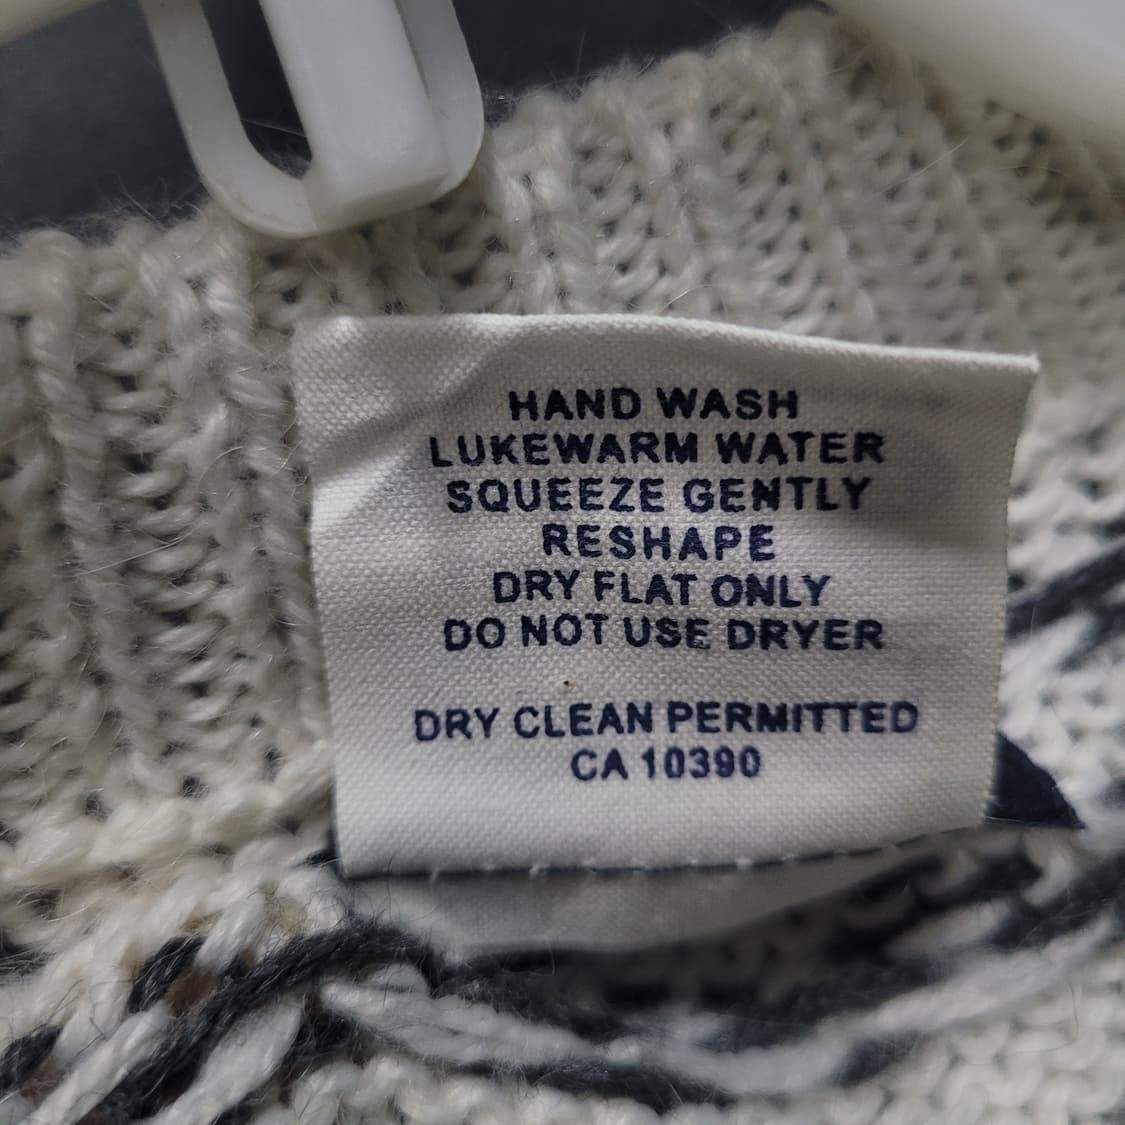 HAND WASH
LUKEWARM WATER
SQUEEZE GENTLY
RESHAPE
DRY FLAT ONLY
DO NOT USE DRYER
DRY CLEAN PERMITTED
CA 10390